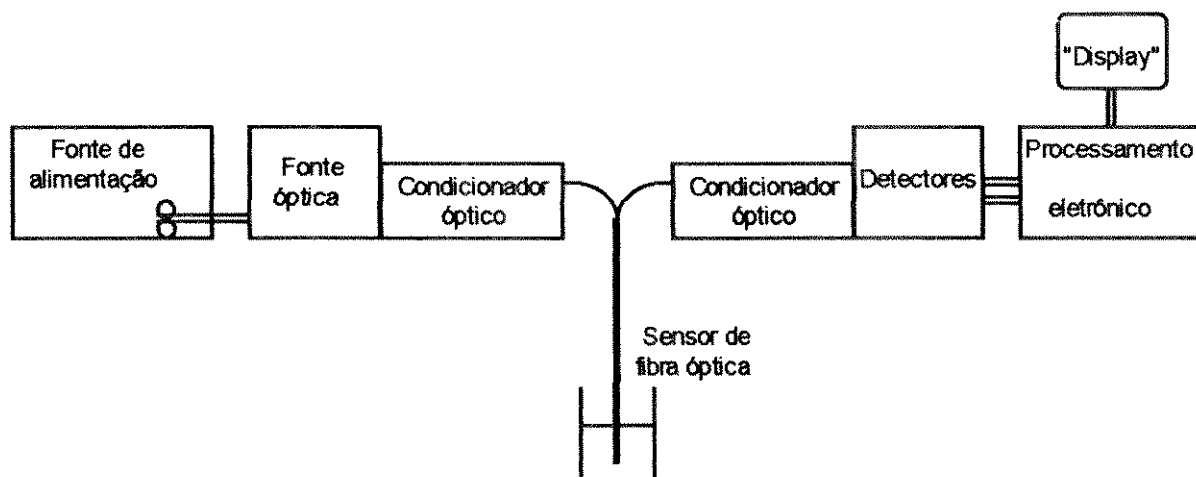 "Display"
Fonte de
alimentação
Fonte
óptica
Condicionador
óptico
Condicionador
óptico
Detectores
Processamento
eletrônico
Sensor de
fibra óptica